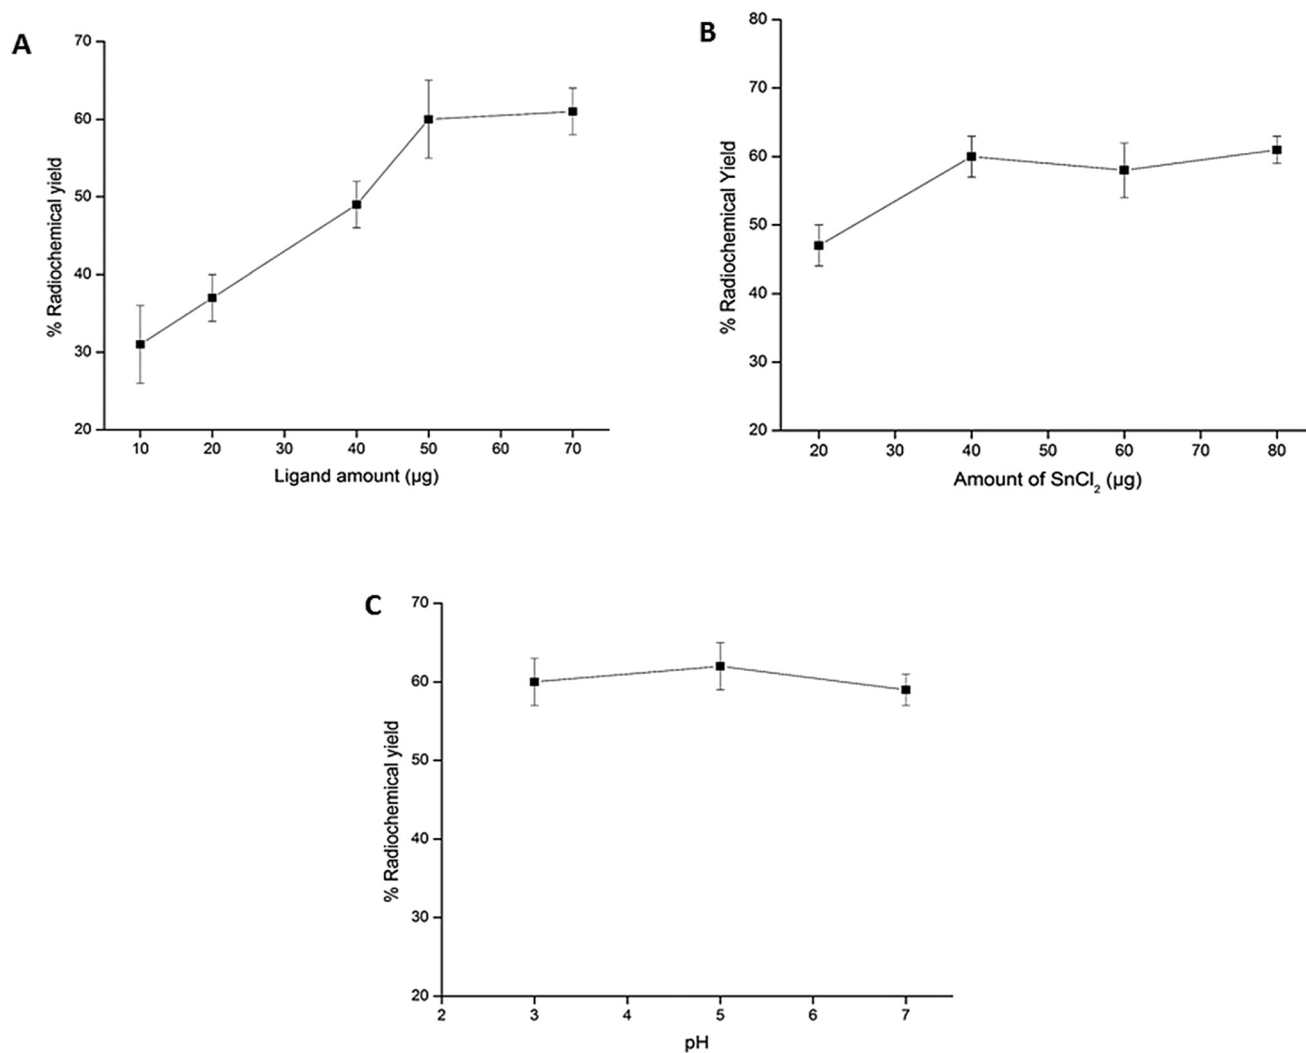 A
% Radiochemical yield
70
60
50
40
30
20
10 20 30 40 50 60 70
Ligand amount (µg)
B
% Radiochemical Yield
80
70
60
50
40
30
20
20 30 40 50 60 70 80
Amount of SnCl₂ (µg)
C
% Radiochemical yield
70
60
50
40
30
20
2 3 4 5 6 7
pH